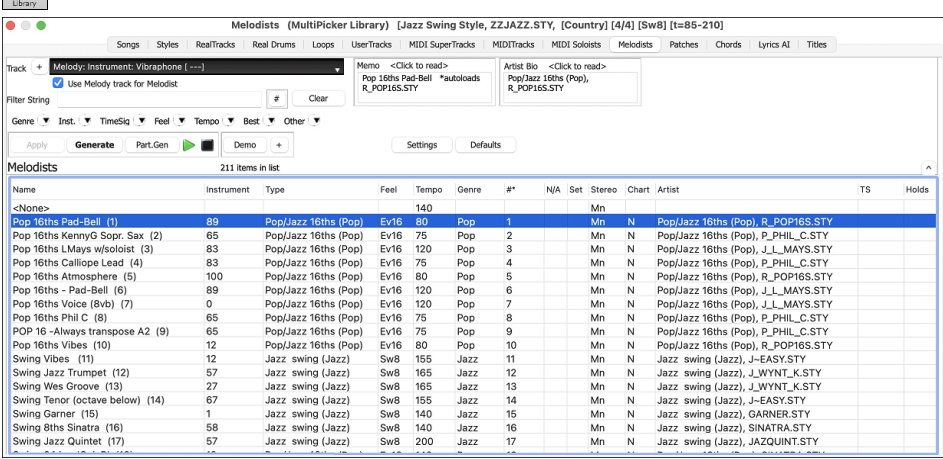 Library
Melodists (MultiPicker Library) [Jazz Swing Style, ZZJAZZ.STY, [Country] [4/4] [Sw8] [t=85-210]
Songs Styles RealTracks Real Drums Loops UserTracks MIDI SuperTracks MIDITracks MIDI Soloists Melodists Patches Chords Lyrics AI Titles
Track + Melody: Instrument: Vibraphone [ ---]
Use Melody track for Melodist
Filter String # Clear
Memo <Click to read>
Pop 16ths Pad-Bell *autoloads
R_POP16S.STY
Artist Bio <Click to read>
Pop/Jazz 16ths (Pop),
R_POP16S.STY
Genre Inst. TimeSig Feel Tempo Best Other
Apply Generate Part.Gen Demo + Settings Defaults
Melodists 211 items in list
Name Instrument Type Feel Tempo Genre #* N/A Set Stereo Chart Artist TS Holds
<None> 140 Mn
Pop 16ths Pad-Bell (1) 89 Pop/Jazz 16ths (Pop) Ev16 80 Pop 1 Mn N Pop/Jazz 16ths (Pop), R_POP16S.STY
Pop 16ths KennyG Sopr. Sax (2) 65 Pop/Jazz 16ths (Pop) Ev16 75 Pop 2 Mn N Pop/Jazz 16ths (Pop), P_PHIL_C.STY
Pop 16ths LMays w/soloist (3) 83 Pop/Jazz 16ths (Pop) Ev16 120 Pop 3 Mn N Pop/Jazz 16ths (Pop), J_L_MAYS.STY
Pop 16ths Calliope Lead (4) 83 Pop/Jazz 16ths (Pop) Ev16 75 Pop 4 Mn N Pop/Jazz 16ths (Pop), P_PHIL_C.STY
Pop 16ths Atmosphere (5) 100 Pop/Jazz 16ths (Pop) Ev16 80 Pop 5 Mn N Pop/Jazz 16ths (Pop), R_POP16S.STY
Pop 16ths - Pad-Bell (6) 89 Pop/Jazz 16ths (Pop) Ev16 120 Pop 6 Mn N Pop/Jazz 16ths (Pop), J_L_MAYS.STY
Pop 16ths Voice (8vb) (7) 0 Pop/Jazz 16ths (Pop) Ev16 120 Pop 7 Mn N Pop/Jazz 16ths (Pop), J_L_MAYS.STY
Pop 16ths Phil C (8) 65 Pop/Jazz 16ths (Pop) Ev16 75 Pop 8 Mn N Pop/Jazz 16ths (Pop), P_PHIL_C.STY
POP 16 -Always transpose A2 (9) 65 Pop/Jazz 16ths (Pop) Ev16 75 Pop 9 Mn N Pop/Jazz 16ths (Pop), P_PHIL_C.STY
Pop 16ths Vibes (10) 12 Pop/Jazz 16ths (Pop) Ev16 80 Pop 10 Mn N Pop/Jazz 16ths (Pop), R_POP16S.STY
Swing Vibes (11) 12 Jazz swing (Jazz) Sw8 155 Jazz 11 Mn N Jazz swing (Jazz), J~EASY.STY
Swing Jazz Trumpet (12) 57 Jazz swing (Jazz) Sw8 165 Jazz 12 Mn N Jazz swing (Jazz), J_WYNT_K.STY
Swing Wes Groove (13) 27 Jazz swing (Jazz) Sw8 165 Jazz 13 Mn N Jazz swing (Jazz), J_WYNT_K.STY
Swing Tenor (octave below) (14) 67 Jazz swing (Jazz) Sw8 155 Jazz 14 Mn N Jazz swing (Jazz), J~EASY.STY
Swing Garner (15) 1 Jazz swing (Jazz) Sw8 140 Jazz 15 Mn N Jazz swing (Jazz), GARNER.STY
Swing 8ths Sinatra (16) 58 Jazz swing (Jazz) Sw8 140 Jazz 16 Mn N Jazz swing (Jazz), SINATRA.STY
Swing Jazz Quintet (17) 57 Jazz swing (Jazz) Sw8 200 Jazz 17 Mn N Jazz swing (Jazz), JAZQUINT.STY